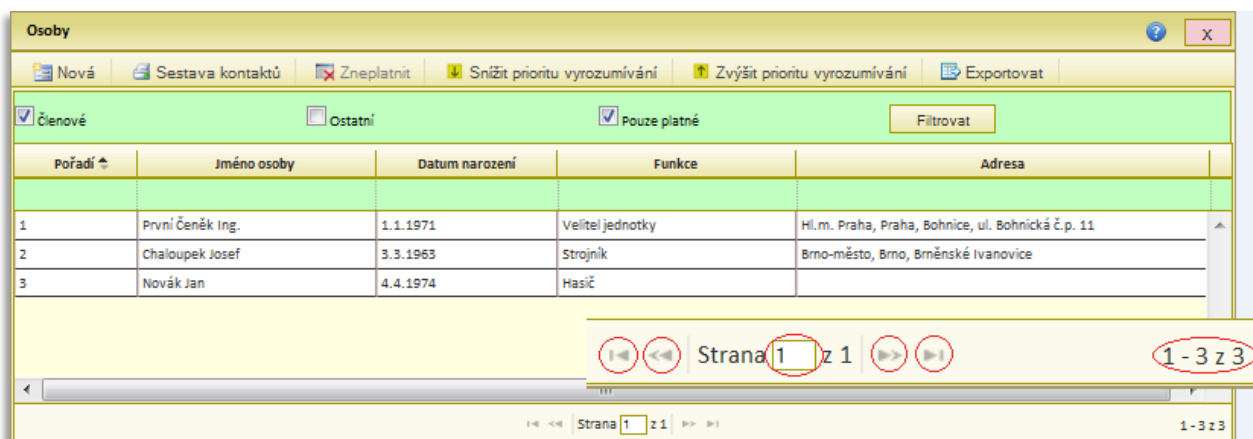 Osoby X
Nová Sestava kontaktů Zneplatnit Snížit prioritu vyrozumívání Zvýšit prioritu vyrozumívání Exportovat
Členové Ostatní Pouze platné Filtrovat
Pořadí Jméno osoby Datum narození Funkce Adresa
1 První Čeněk Ing. 1.1.1971 Velitel jednotky Hl.m. Praha, Praha, Bohnice, ul. Bohnická č.p. 11
2 Chaloupek Josef 3.3.1963 Strojník Brno-město, Brno, Brněnské Ivanovice
3 Novák Jan 4.4.1974 Hasič
Strana 1 z 1 1 - 3 z 3
Strana 1 z 1 1 - 3 z 3